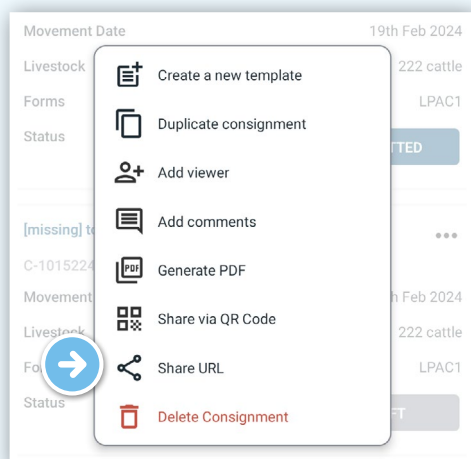 Movement Date 19th Feb 2024
Livestock 222 cattle
Forms LPAC1
Status TTED
Create a new template
Duplicate consignment
Add viewer
Add comments
PDF Generate PDF
Share via QR Code
Share URL
Delete Consignment
[missing] to
C-1015224
Movement h Feb 2024
Livestock 222 cattle
Fo LPAC1
Status FT